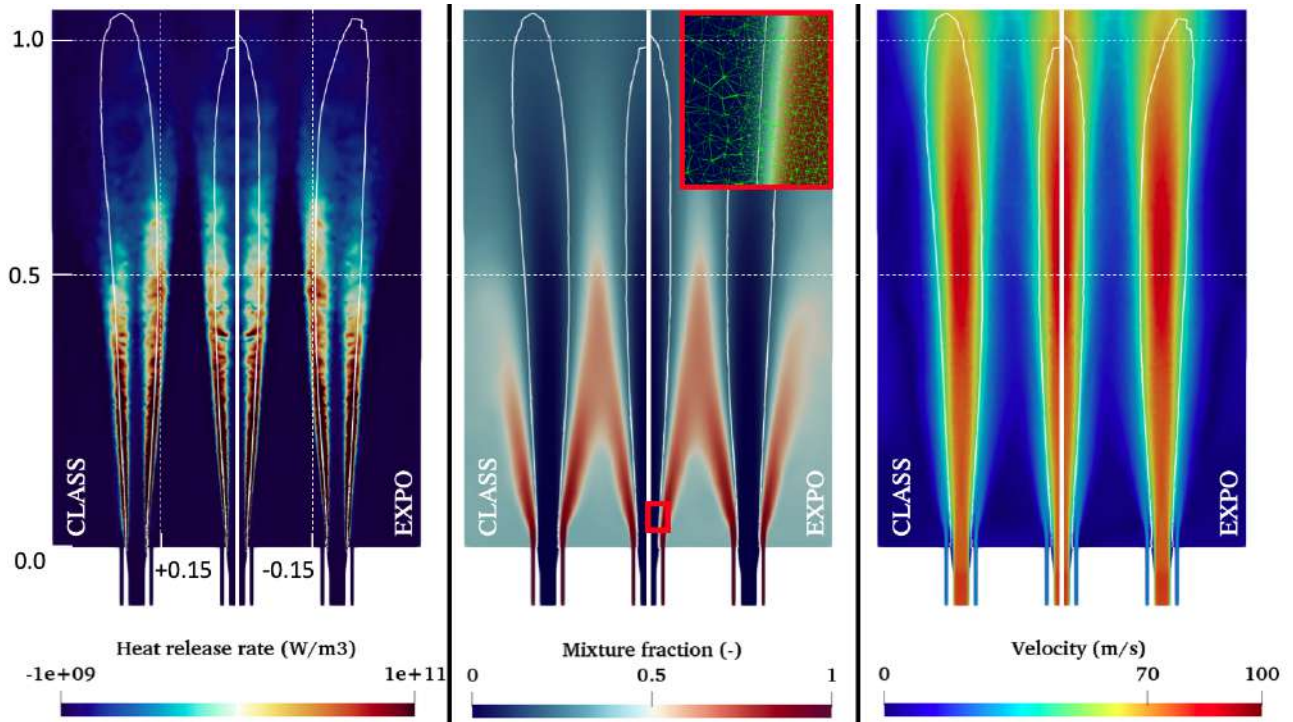 1.0
0.5
0.0
CLASS
EXPO
+0.15
-0.15
Heat release rate (W/m3)
-1e+09
1e+11
CLASS
EXPO
Mixture fraction (-)
0
0.5
1
CLASS
EXPO
Velocity (m/s)
0
70
100